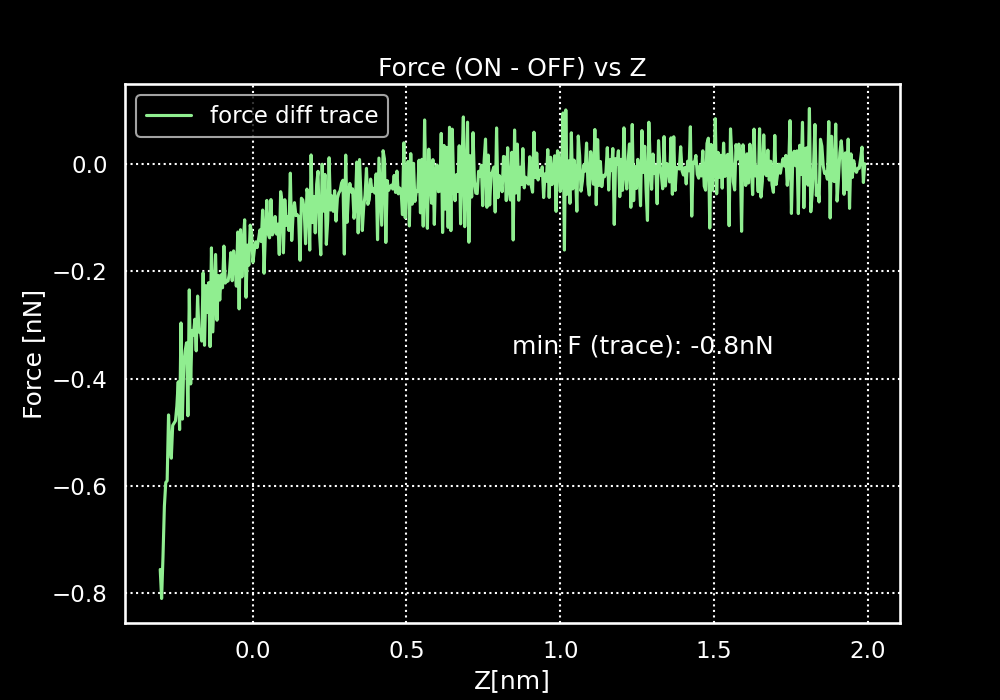 Force (ON - OFF) vs Z
force diff trace
0.0
−0.2
−0.4
−0.6
−0.8
Force [nN]
min F (trace): -0.8nN
0.0 0.5 1.0 1.5 2.0
Z[nm]